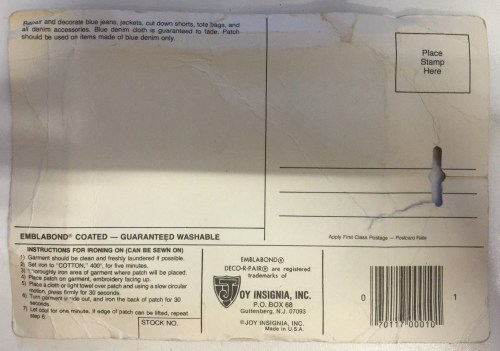 Repair and decorate blue jeans, jackets, cut down shorts, tote bags, and
all denim accessories. Blue denim cloth is guaranteed to fade. Patch
should be used on items made of blue denim only.
Place
Stamp
Here
EMBLABOND® COATED — GUARANTEED WASHABLE
Apply First Class Postage — Postcard Rate
INSTRUCTIONS FOR IRONING ON (CAN BE SEWN ON)
1) Garment should be clean and freshly laundered if possible.
2) Set iron to "COTTON," 400°, for five minutes.
3) Thoroughly iron area of garment where patch will be placed.
4) Place patch on garment, embroidery facing up.
5) Place a cloth or light towel over patch and using a slow circular
motion, press firmly for 30 seconds.
6) Turn garment inside out, and iron the back of patch for 30
seconds.
7) Let cool for one minute. If edge of patch can be lifted, repeat
step 6.
STOCK NO.
EMBLABOND®
DECO-R-PAIR® are registered
trademarks of
JOY INSIGNIA, INC.
P.O. BOX 68
Guttenberg, N.J. 07093
©JOY INSIGNIA, INC.
Made in U.S.A.
0 70117 00010 1